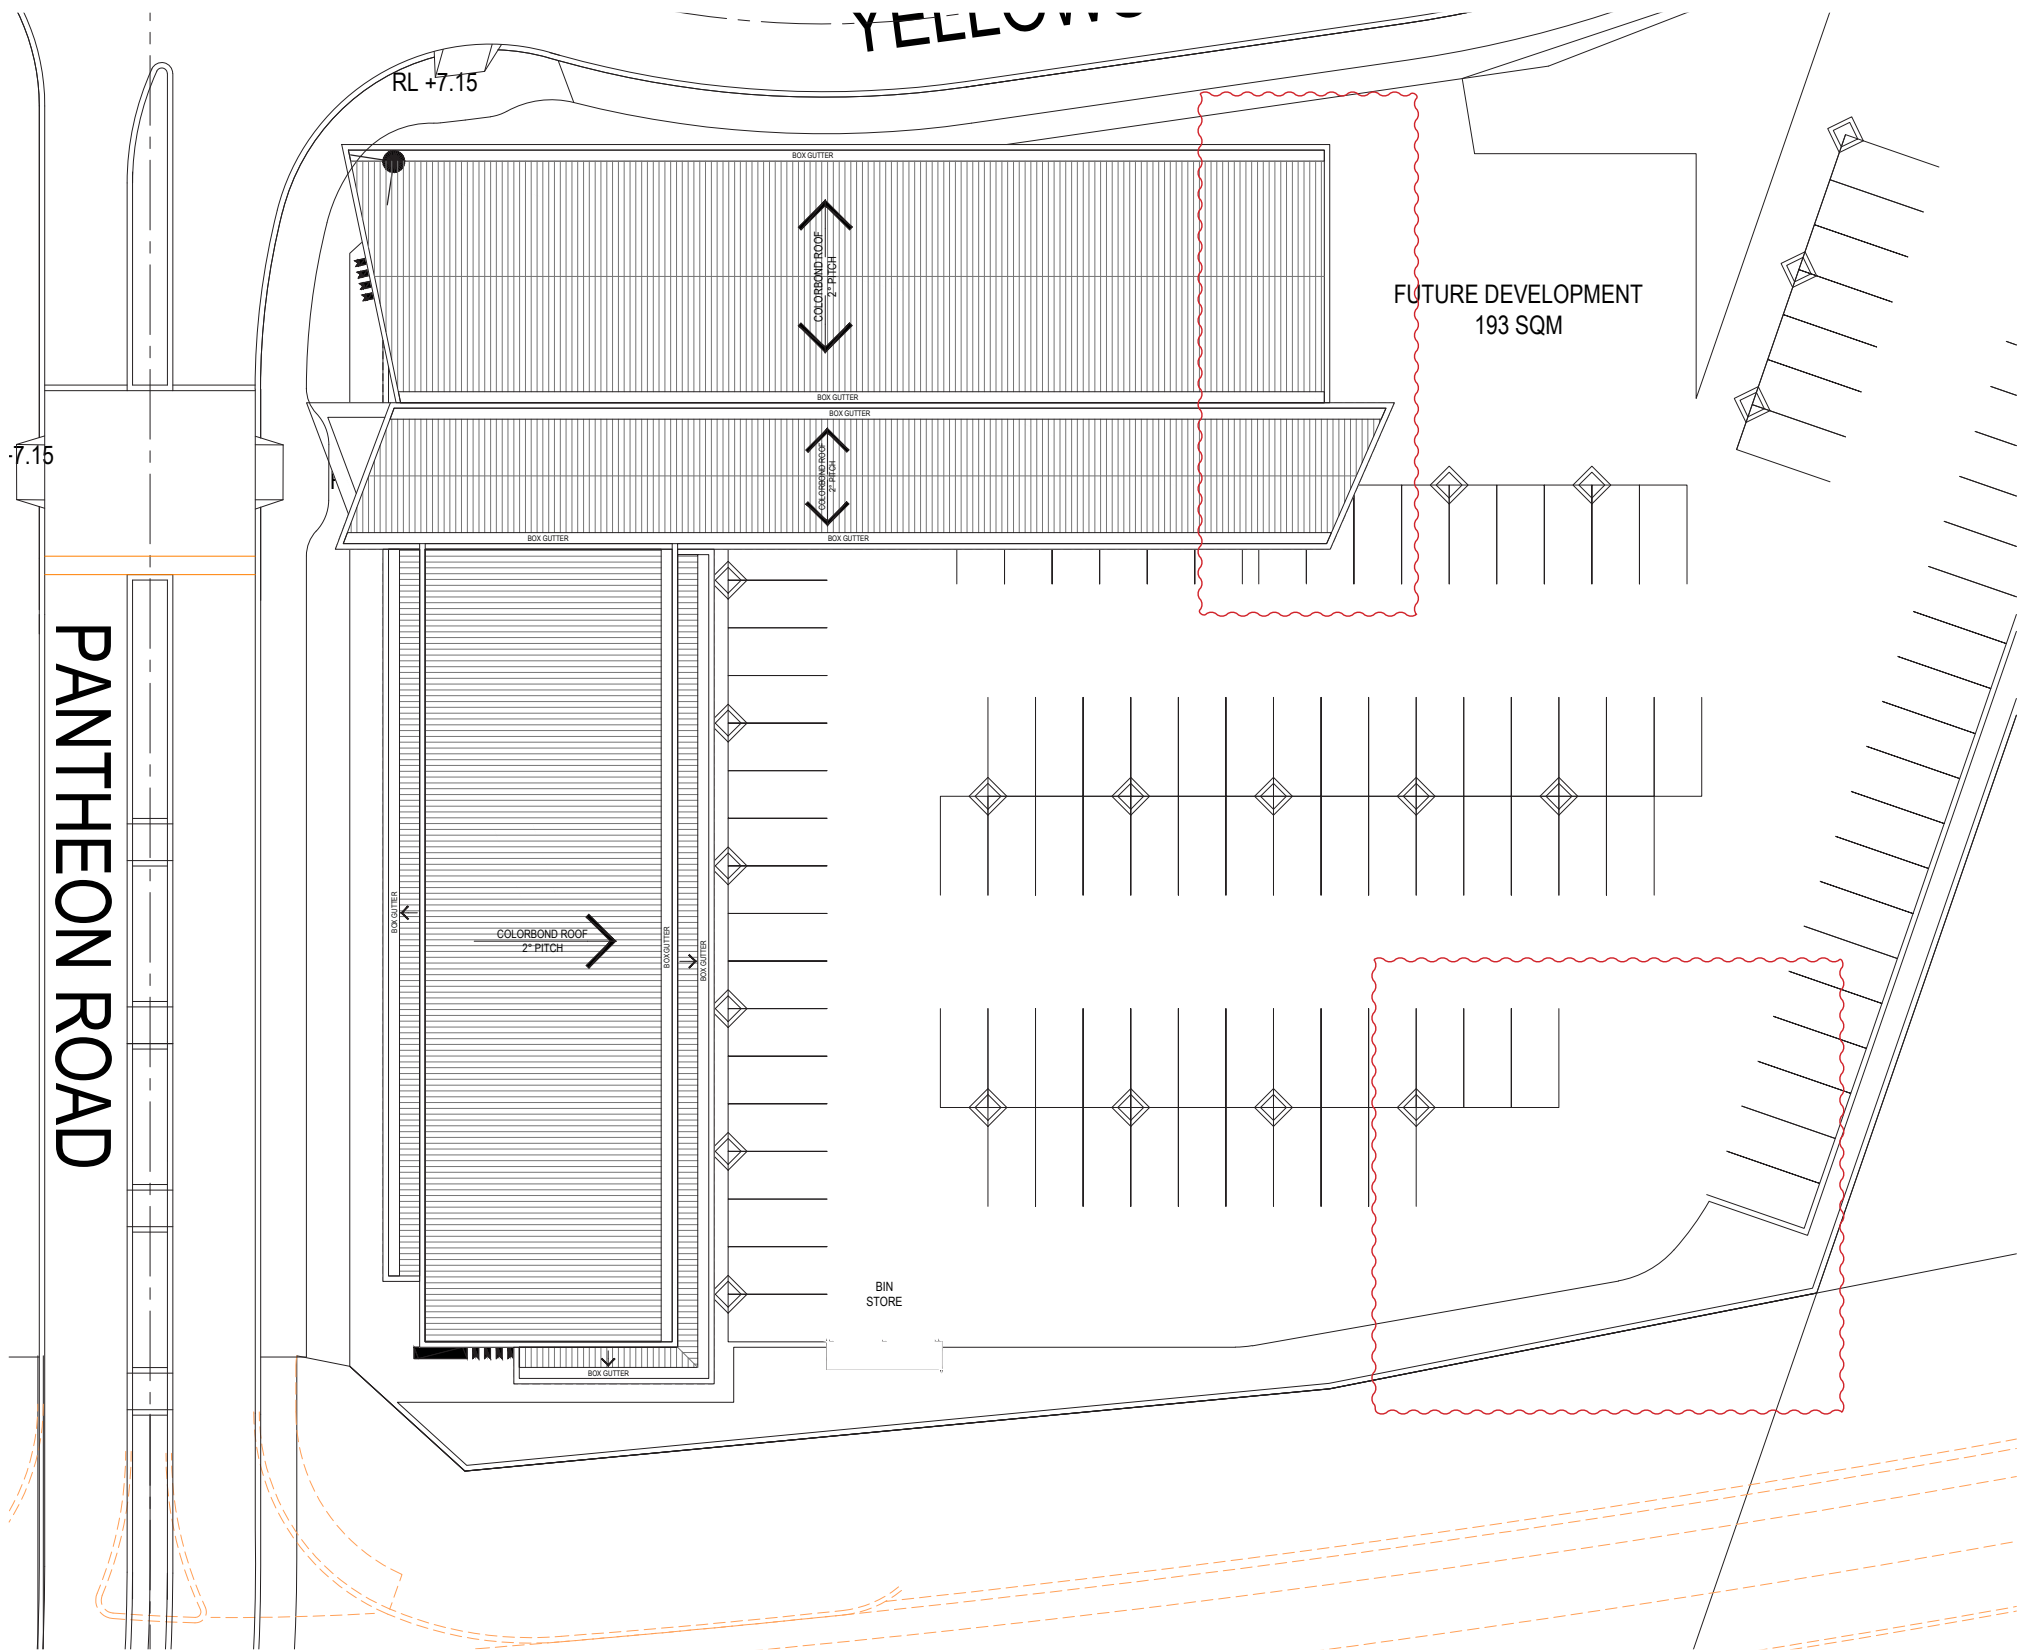 RL +7.15
BOX GUTTER
COLORBOND ROOF
2° PITCH
FUTURE DEVELOPMENT
193 SQM
BOX GUTTER
BOX GUTTER
-7.15
COLORBOND ROOF
2° PITCH
BOX GUTTER
BOX GUTTER
PANTHEON ROAD
BOX GUTTER
COLORBOND ROOF
2° PITCH
BOX GUTTER
BOX GUTTER
BIN
STORE
BOX GUTTER